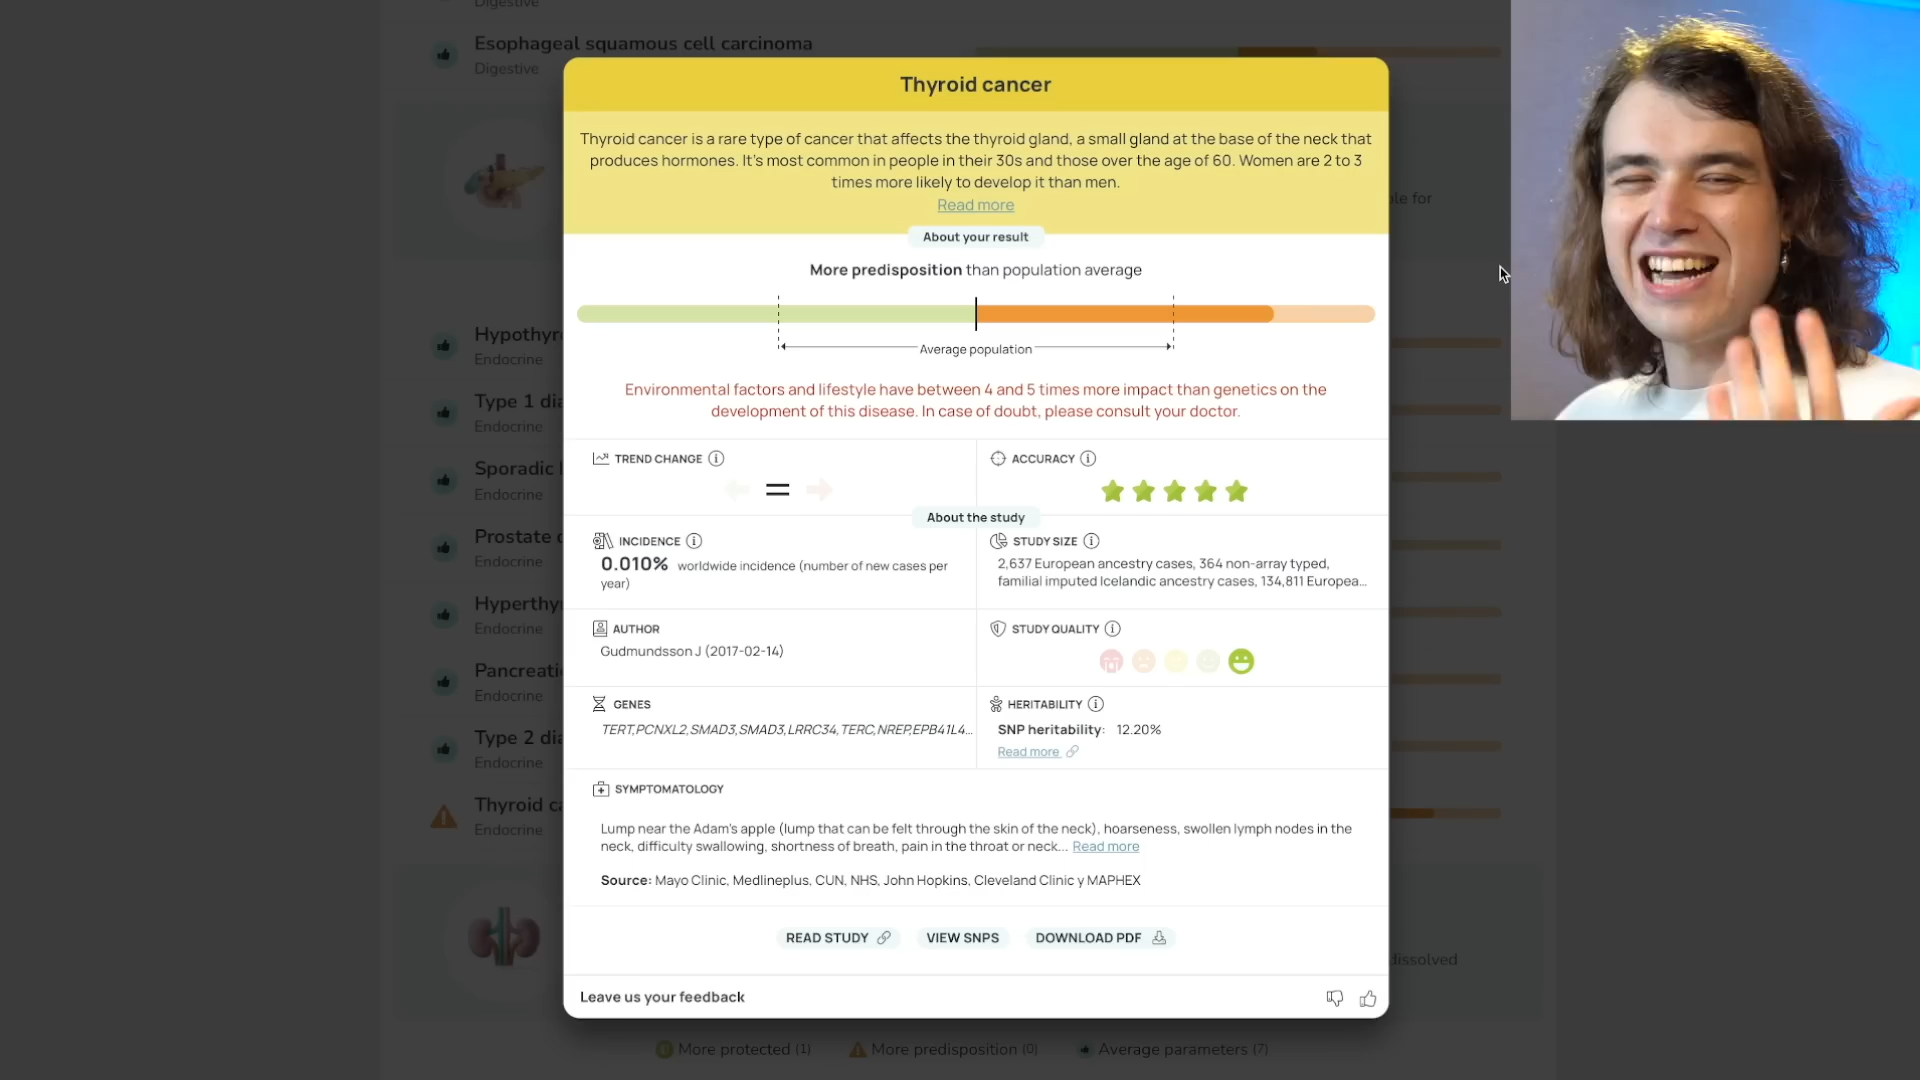 Digestive
Esophageal squamous cell carcinoma
Digestive
Thyroid cancer
Thyroid cancer is a rare type of cancer that affects the thyroid gland, a small gland at the base of the neck that
produces hormones. It's most common in people in their 30s and those over the age of 60. Women are 2 to 3
times more likely to develop it than men.
Read more
About your result
More predisposition than population average
Average population
Environmental factors and lifestyle have between 4 and 5 times more impact than genetics on the
development of this disease. In case of doubt, please consult your doctor.
TREND CHANGE
ACCURACY
About the study
INCIDENCE
0.010% worldwide incidence (number of new cases per
year)
STUDY SIZE
2,637 European ancestry cases, 364 non-array typed,
familial imputed Icelandic ancestry cases, 134,811 Europea...
AUTHOR
Gudmundsson J (2017-02-14)
STUDY QUALITY
GENES
TERT,PCNXL2,SMAD3,SMAD3,LRRC34,TERC,NREP,EPB41L4...
HERITABILITY
SNP heritability: 12.20%
Read more
SYMPTOMATOLOGY
Lump near the Adam's apple (lump that can be felt through the skin of the neck), hoarseness, swollen lymph nodes in the
neck, difficulty swallowing, shortness of breath, pain in the throat or neck... Read more
Source: Mayo Clinic, Medlineplus, CUN, NHS, John Hopkins, Cleveland Clinic y MAPHEX
READ STUDY
VIEW SNPS
DOWNLOAD PDF
Leave us your feedback
for
Hypothyr
Endocrine
Type 1 dia
Endocrine
Sporadic
Endocrine
Prostate
Endocrine
Hyperthy
Endocrine
Pancreati
Endocrine
Type 2 dia
Endocrine
Thyroid ca
Endocrine
dissolved
More protected (1)
More predisposition (0)
Average parameters (7)